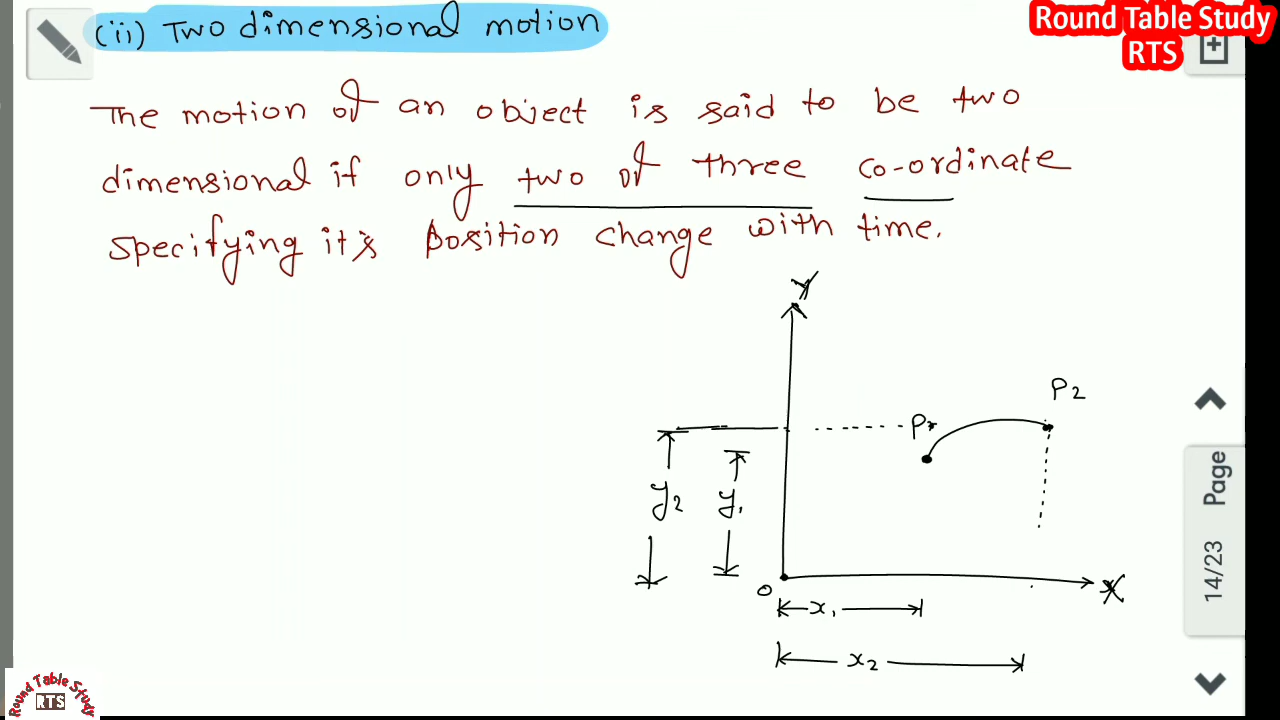 (ii) Two dimensional motion
Round Table Study
RTS
The motion of an object is said to be two
dimensional if only two of three co-ordinate
specifying it's position change with time.
Y
P2
P1
y2
y1
O
X
x1
x2
Page
14/23
Round Table Study
RTS